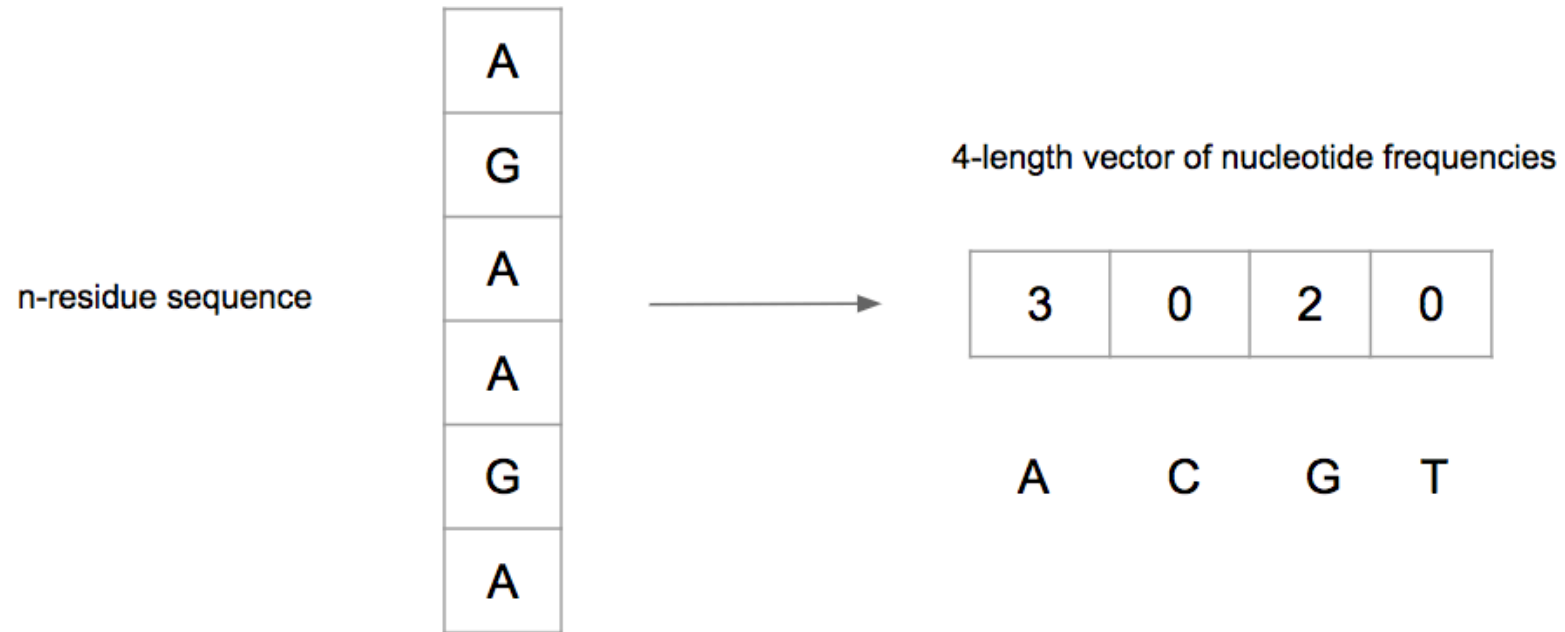 n-residue sequence
A
G
A
A
G
A
4-length vector of nucleotide frequencies
3 0 2 0
A C G T